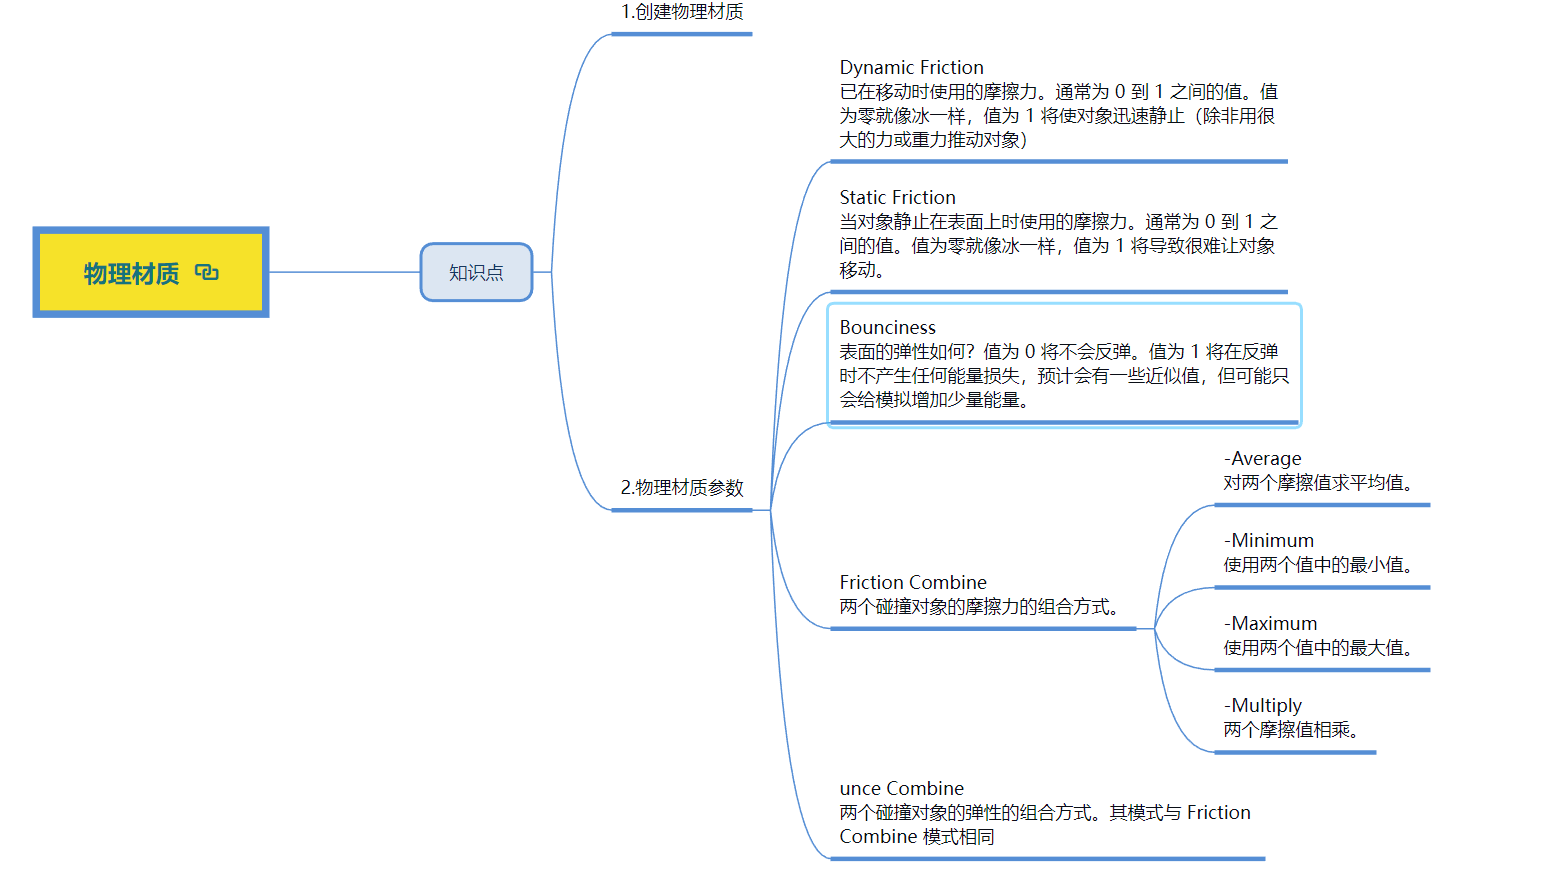 物理材质
知识点
1.创建物理材质
2.物理材质参数
Dynamic Friction
已在移动时使用的摩擦力。通常为 0 到 1 之间的值。值
为零就像冰一样，值为 1 将使对象迅速静止（除非用很
大的力或重力推动对象）
Static Friction
当对象静止在表面上时使用的摩擦力。通常为 0 到 1 之
间的值。值为零就像冰一样，值为 1 将导致很难让对象
移动。
Bounciness
表面的弹性如何？值为 0 将不会反弹。值为 1 将在反弹
时不产生任何能量损失，预计会有一些近似值，但可能只
会给模拟增加少量能量。
Friction Combine
两个碰撞对象的摩擦力的组合方式。
-Average
对两个摩擦值求平均值。
-Minimum
使用两个值中的最小值。
-Maximum
使用两个值中的最大值。
-Multiply
两个摩擦值相乘。
unce Combine
两个碰撞对象的弹性的组合方式。其模式与 Friction
Combine 模式相同